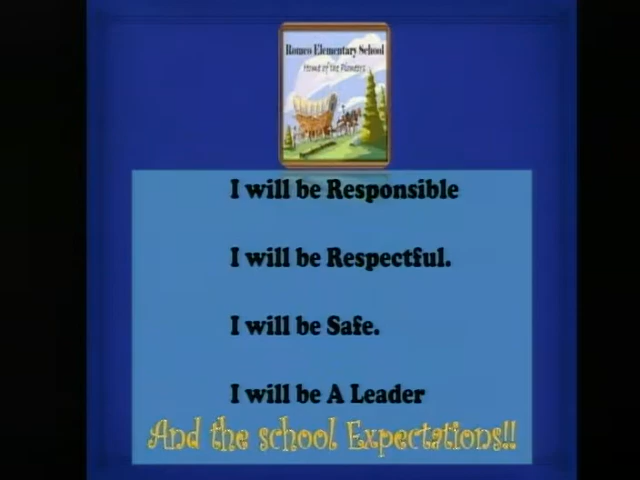 Romeo Elementary School
Home of the Pioneers
I will be Responsible
I will be Respectful.
I will be Safe.
I will be A Leader
And the school Expectations!!